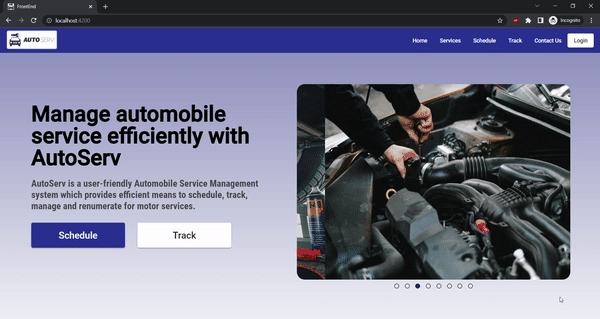 FrontEnd
localhost:4200
Incognito
AUTOSERV
Home Services Schedule Track Contact Us Login
Manage automobile
service efficiently with
AutoServ
AutoServ is a user-friendly Automobile Service Management
system which provides efficient means to schedule, track,
manage and renumerate for motor services.
Schedule Track